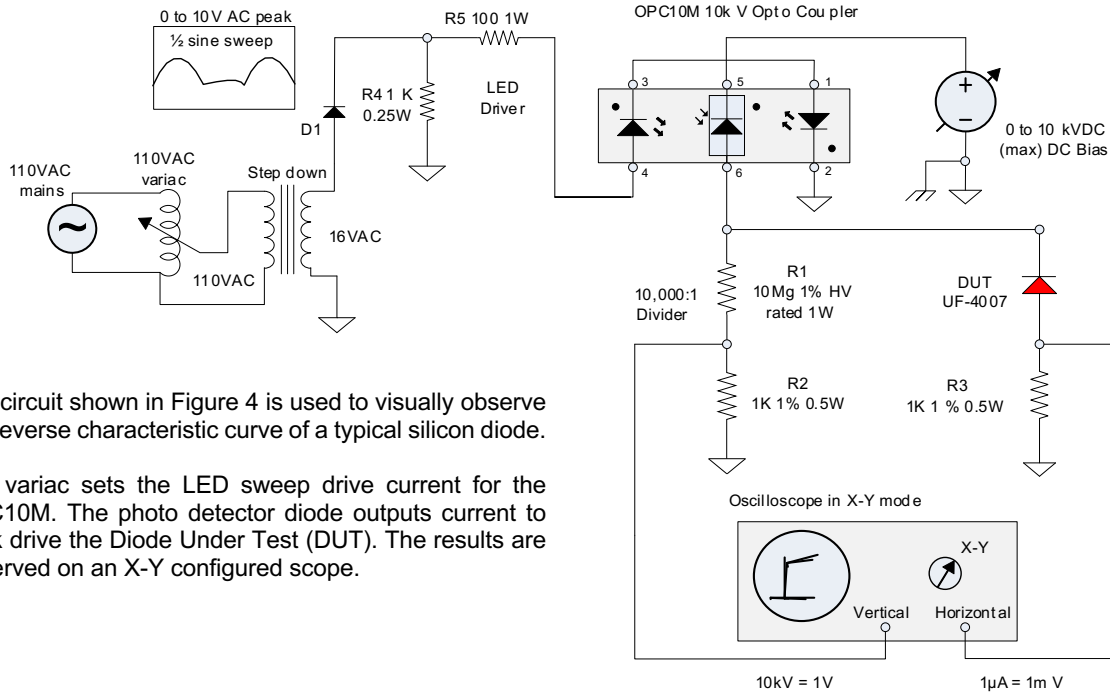 0 to 10V AC peak
½ sine sweep
R5 100 1W
OPC10M 10k V Opto Coupler
R4 1 K
0.25W
LED
Driver
D1
3
5
1
4
6
2
+
−
0 to 10 kVDC
(max) DC Bias
110VAC
mains
110VAC
variac
Step down
16VAC
110VAC
~
10,000:1
Divider
R1
10Mg 1% HV
rated 1W
DUT
UF-4007
R2
1K 1% 0.5W
R3
1K 1 % 0.5W
circuit shown in Figure 4 is used to visually observe
everse characteristic curve of a typical silicon diode.
variac sets the LED sweep drive current for the
C10M. The photo detector diode outputs current to
k drive the Diode Under Test (DUT). The results are
erved on an X-Y configured scope.
Oscilloscope in X-Y mode
X-Y
Vertical
Horizontal
10kV = 1V
1µA = 1m V